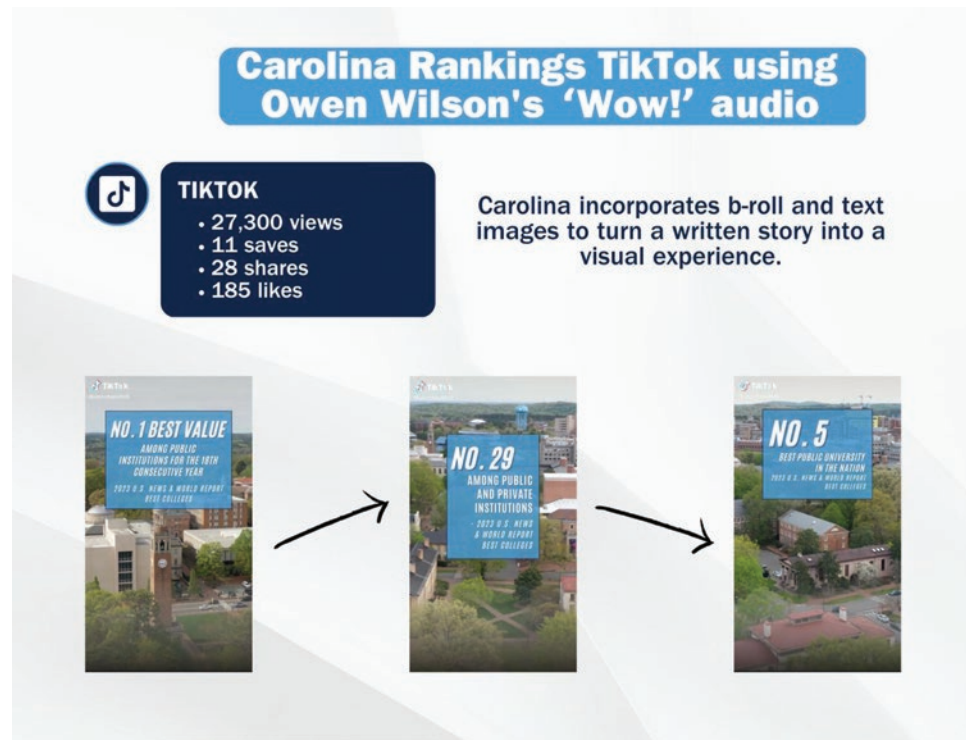 Carolina Rankings TikTok using
Owen Wilson's ‘Wow!’ audio
TIKTOK
• 27,300 views
• 11 saves
• 28 shares
• 185 likes
Carolina incorporates b-roll and text
images to turn a written story into a
visual experience.
TikTok
NO. 1 BEST VALUE
AMONG PUBLIC
INSTITUTIONS FOR THE 18TH
CONSECUTIVE YEAR
2023 U.S. NEWS & WORLD REPORT
BEST COLLEGES
TikTok
NO. 29
AMONG PUBLIC
AND PRIVATE
INSTITUTIONS
- 2023 U.S. NEWS
& WORLD REPORT
BEST COLLEGES
TikTok
NO. 5
BEST PUBLIC UNIVERSITY
IN THE NATION
2023 U.S. NEWS & WORLD REPORT
BEST COLLEGES